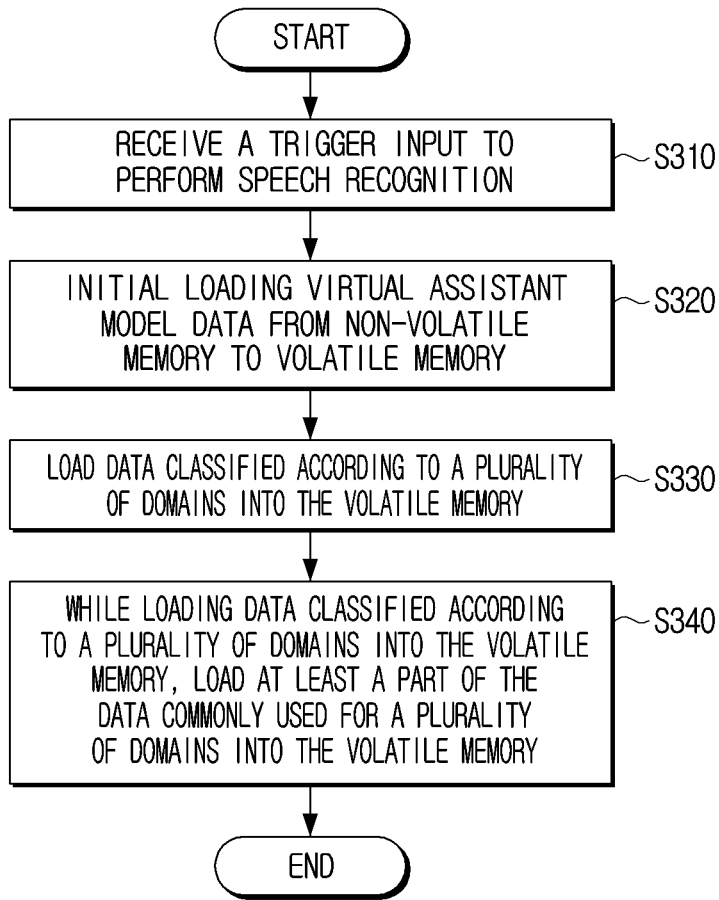 START
RECEIVE A TRIGGER INPUT TO
PERFORM SPEECH RECOGNITION
S310
INITIAL LOADING VIRTUAL ASSISTANT
MODEL DATA FROM NON-VOLATILE
MEMORY TO VOLATILE MEMORY
S320
LOAD DATA CLASSIFIED ACCORDING TO A PLURALITY
OF DOMAINS INTO THE VOLATILE MEMORY
S330
WHILE LOADING DATA CLASSIFIED ACCORDING
TO A PLURALITY OF DOMAINS INTO THE VOLATILE
MEMORY, LOAD AT LEAST A PART OF THE
DATA COMMONLY USED FOR A PLURALITY
OF DOMAINS INTO THE VOLATILE MEMORY
S340
END